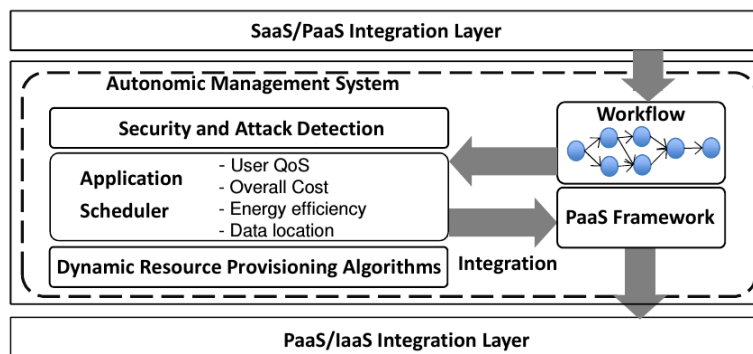 SaaS/PaaS Integration Layer
Autonomic Management System
Workflow
Security and Attack Detection
Application
Scheduler
- User QoS
- Overall Cost
- Energy efficiency
- Data location
PaaS Framework
Dynamic Resource Provisioning Algorithms
Integration
PaaS/IaaS Integration Layer